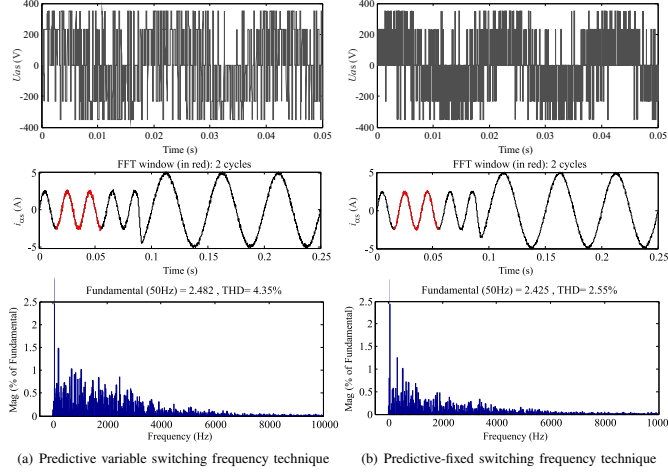 400
200
0
-200
-400
Uas (V)
0 0.01 0.02 0.03 0.04 0.05
Time (s)
400
200
0
-200
-400
Uas (V)
0 0.01 0.02 0.03 0.04 0.05
Time (s)
FFT window (in red): 2 cycles
5
0
-5
iαs (A)
0 0.05 0.1 0.15 0.2 0.25
Time (s)
FFT window (in red): 2 cycles
5
0
-5
iαs (A)
0 0.05 0.1 0.15 0.2 0.25
Time (s)
Fundamental (50Hz) = 2.482 , THD= 4.35%
2.5
2
1.5
1
0.5
0
Mag (% of Fundamental)
0 2000 4000 6000 8000 10000
Frequency (Hz)
Fundamental (50Hz) = 2.425 , THD= 2.55%
2.5
2
1.5
1
0.5
0
Mag (% of Fundamental)
0 2000 4000 6000 8000 1000
Frequency (Hz)
(a) Predictive variable switching frequency technique
(b) Predictive-fixed switching frequency technique